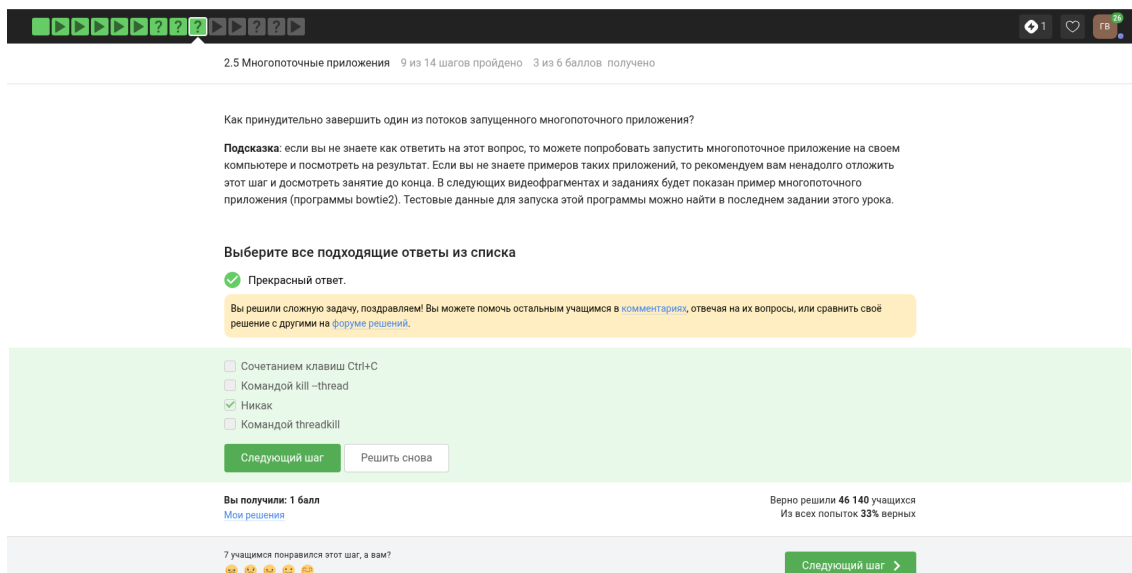 ? ? ? ? ?
1
ГВ
26
2.5 Многопоточные приложения 9 из 14 шагов пройдено 3 из 6 баллов получено
Как принудительно завершить один из потоков запущенного многопоточного приложения?
Подсказка: если вы не знаете как ответить на этот вопрос, то можете попробовать запустить многопоточное приложение на своем
компьютере и посмотреть на результат. Если вы не знаете примеров таких приложений, то рекомендуем вам ненадолго отложить
этот шаг и досмотреть занятие до конца. В следующих видеофрагментах и заданиях будет показан пример многопоточного
приложения (программы bowtie2). Тестовые данные для запуска этой программы можно найти в последнем задании этого урока.
Выберите все подходящие ответы из списка
Прекрасный ответ.
Вы решили сложную задачу, поздравляем! Вы можете помочь остальным учащимся в комментариях, отвечая на их вопросы, или сравнить своё
решение с другими на форуме решений.
Сочетанием клавиш Ctrl+C
Командой kill –thread
Никак
Командой threadkill
Следующий шаг Решить снова
Вы получили: 1 балл
Мои решения
Верно решили 46 140 учащихся
Из всех попыток 33% верных
7 учащимся понравился этот шаг, а вам?
Следующий шаг